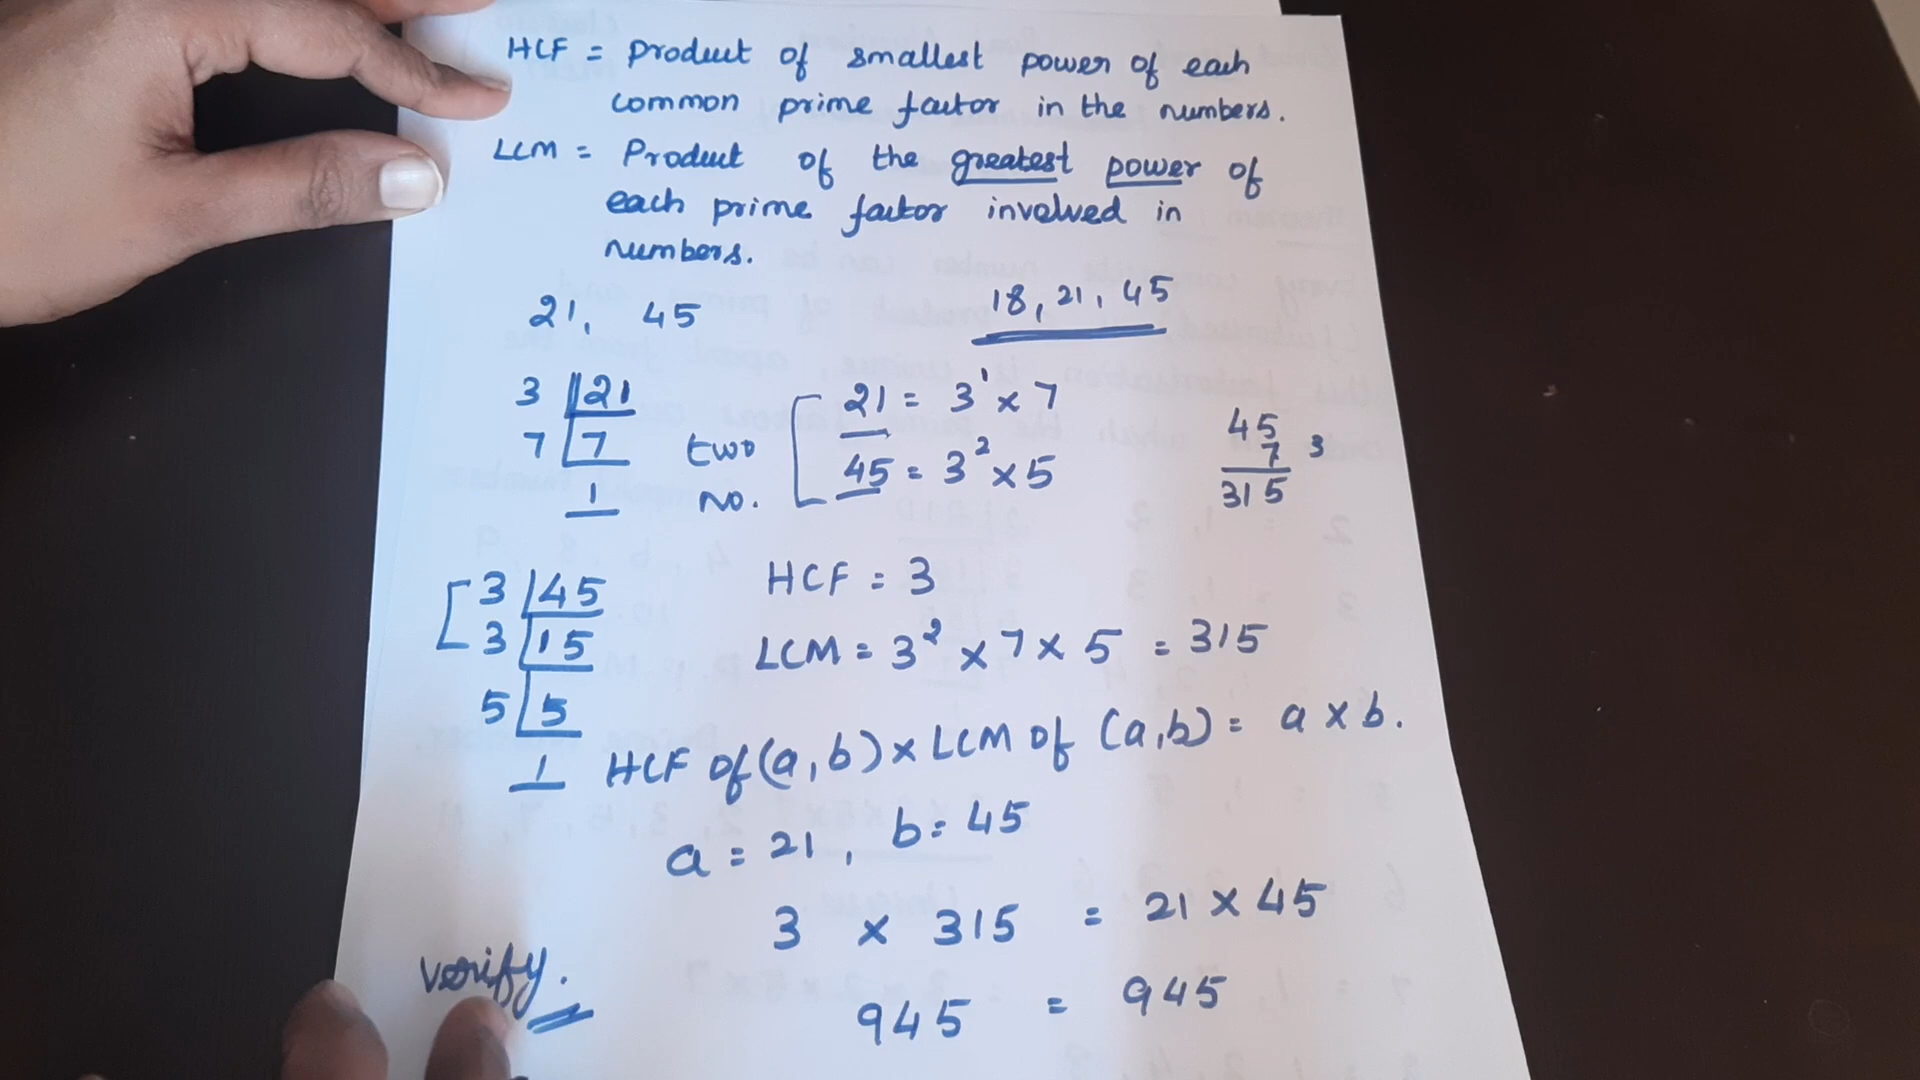 HCF = product of smallest power of each
common prime factor in the numbers.
LCM = Product of the greatest power of
each prime factor involved in
numbers.
21, 45
18, 21, 45
3 21
7 7
1
two
no.
21 = 3¹ x 7
45 = 3² x 5
45
7 3
315
3 45
3 15
5 5
1
HCF = 3
LCM = 3² x 7 x 5 = 315
HCF of (a, b) x LCM of (a, b) = a x b.
a = 21, b = 45
3 x 315 = 21 x 45
verify.
945 = 945